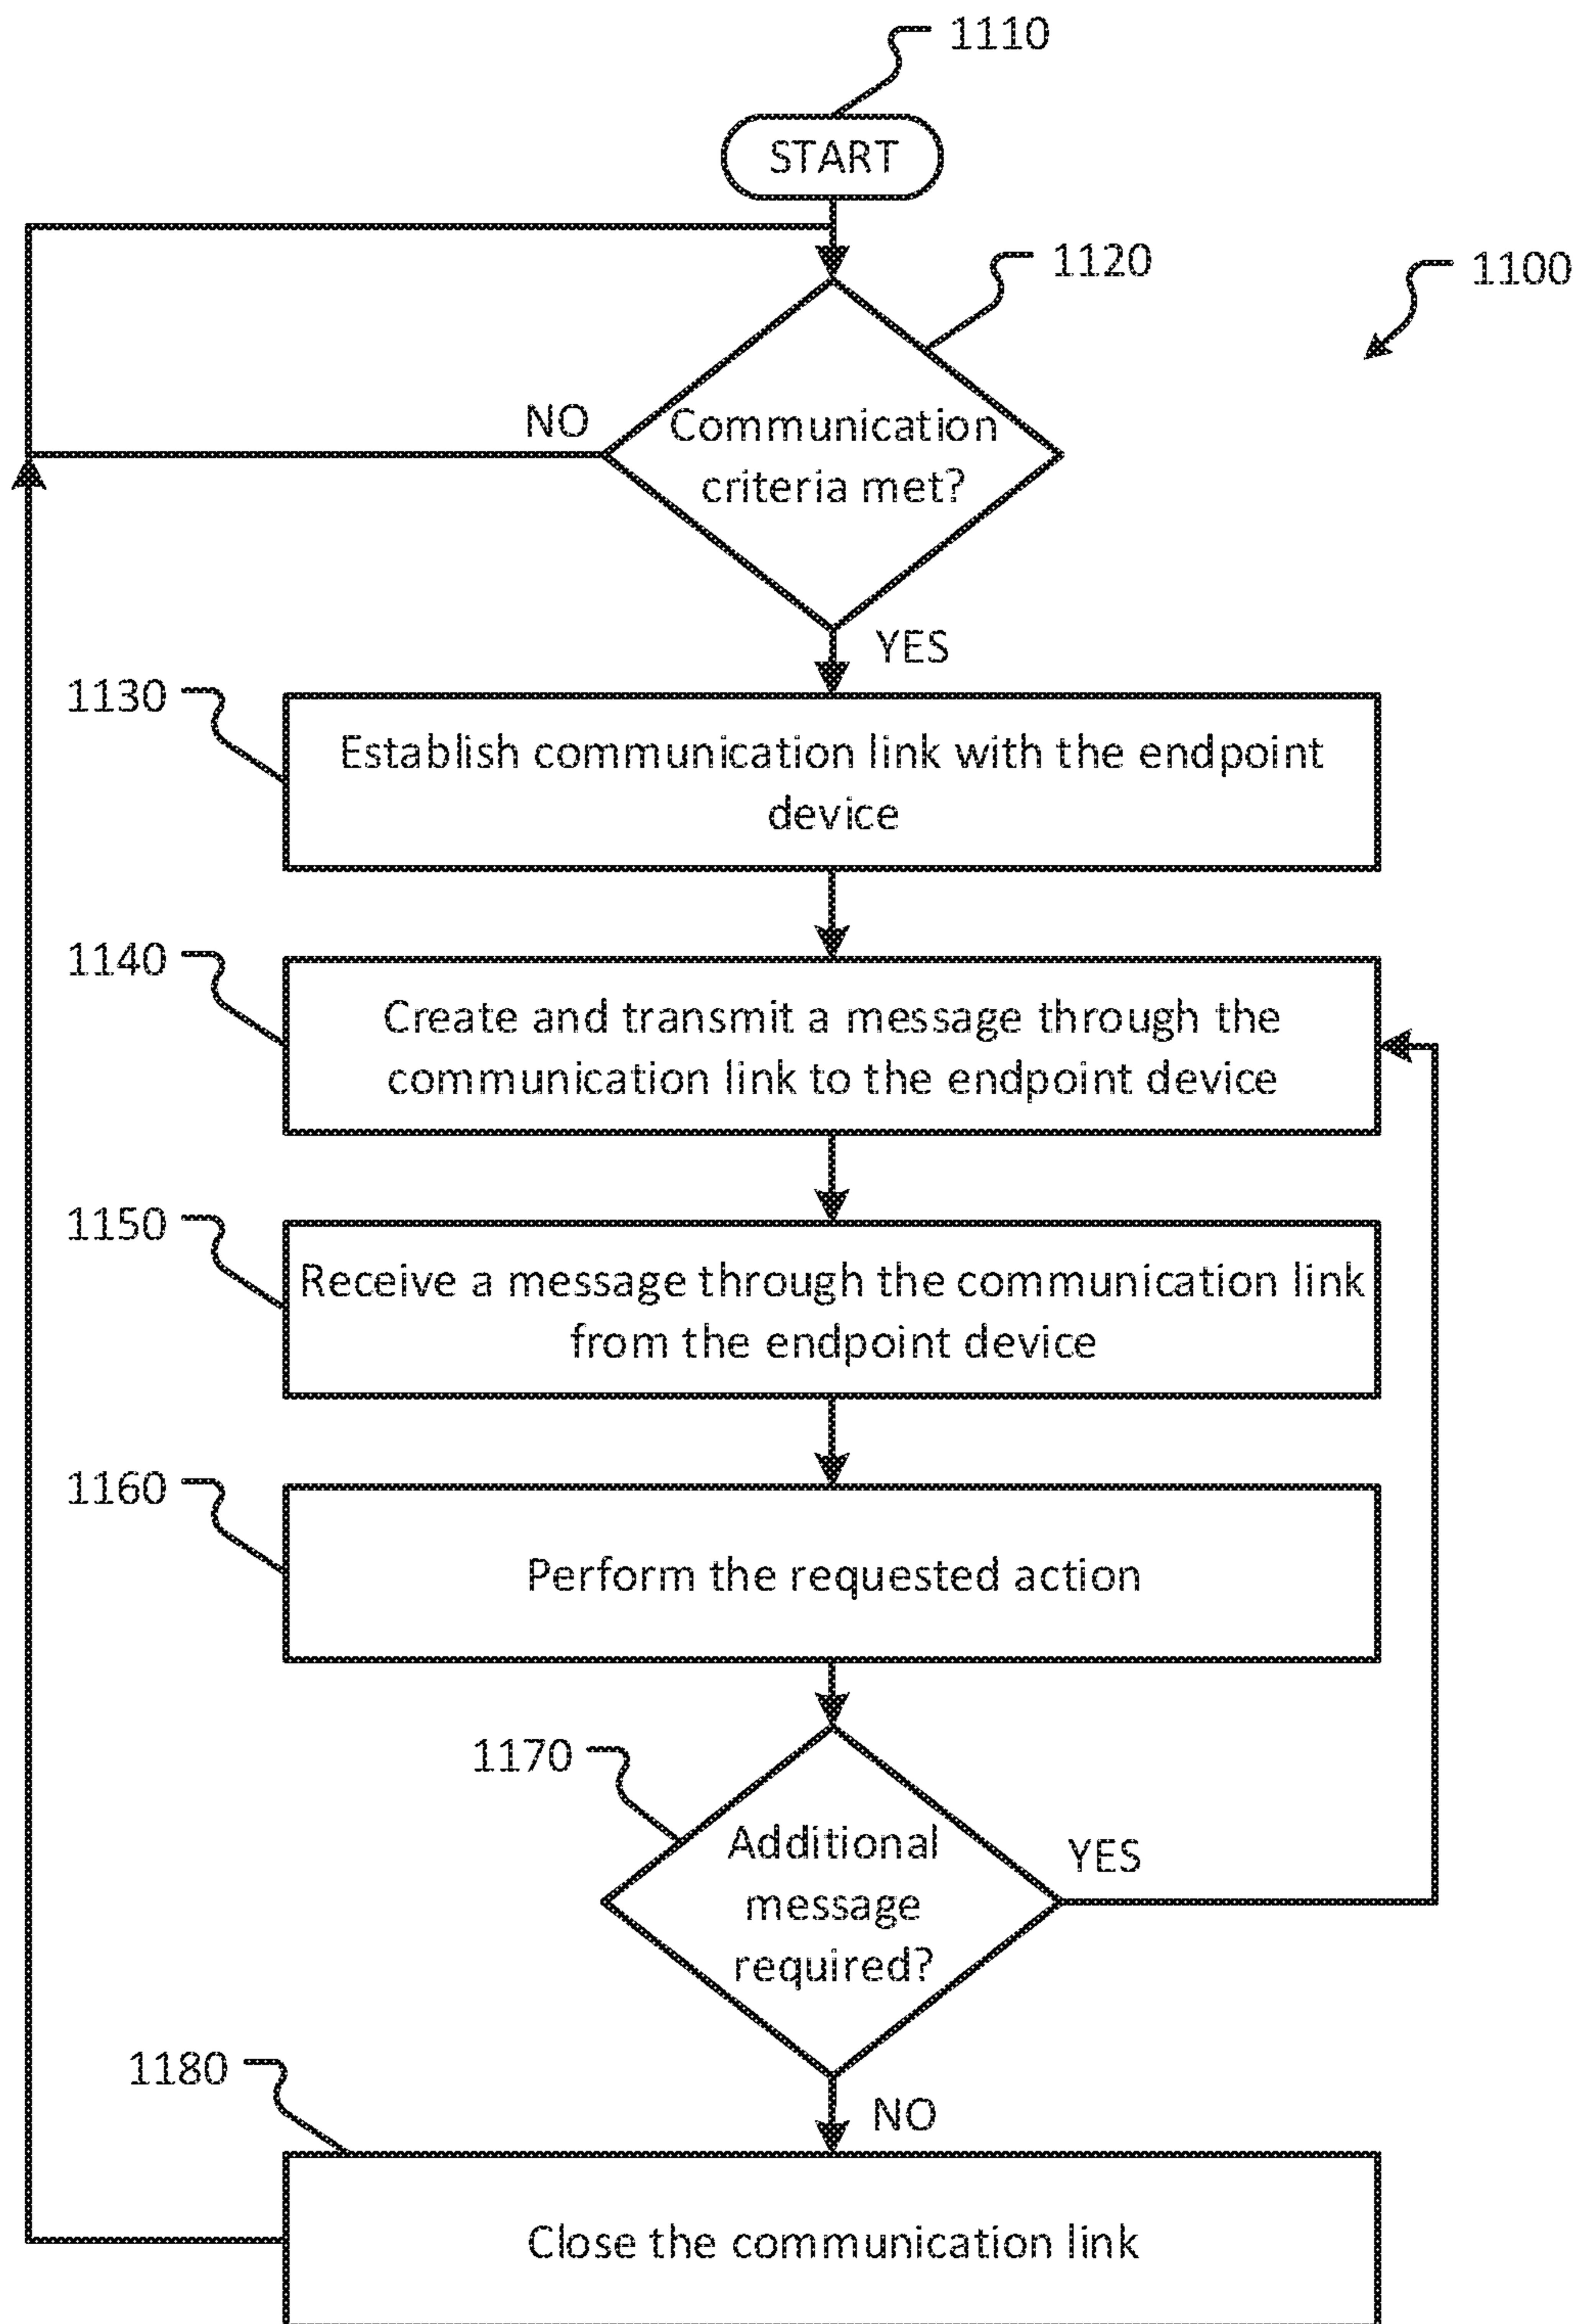 1110
START
1120
1100
NO
Communication
criteria met?
YES
1130
Establish communication link with the endpoint
device
1140
Create and transmit a message through the
communication link to the endpoint device
1150
Receive a message through the communication link
from the endpoint device
1160
Perform the requested action
1170
Additional
message
required?
YES
1180
NO
Close the communication link